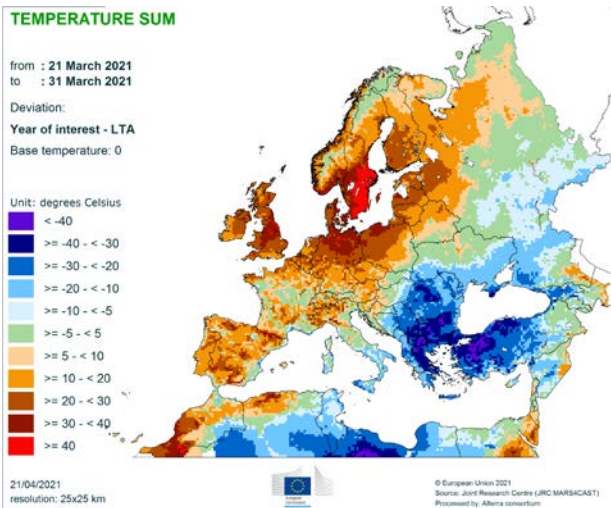 TEMPERATURE SUM
from : 21 March 2021
to : 31 March 2021
Deviation:
Year of interest - LTA
Base temperature: 0
Unit: degrees Celsius
< -40
>= -40 - < -30
>= -30 - < -20
>= -20 - < -10
>= -10 - < -5
>= -5 - < 5
>= 5 - < 10
>= 10 - < 20
>= 20 - < 30
>= 30 - < 40
>= 40
21/04/2021
resolution: 25x25 km
European
Commission
© European Union 2021
Source: Joint Research Centre (JRC MARS4CAST)
Processed by: Alterra consortium